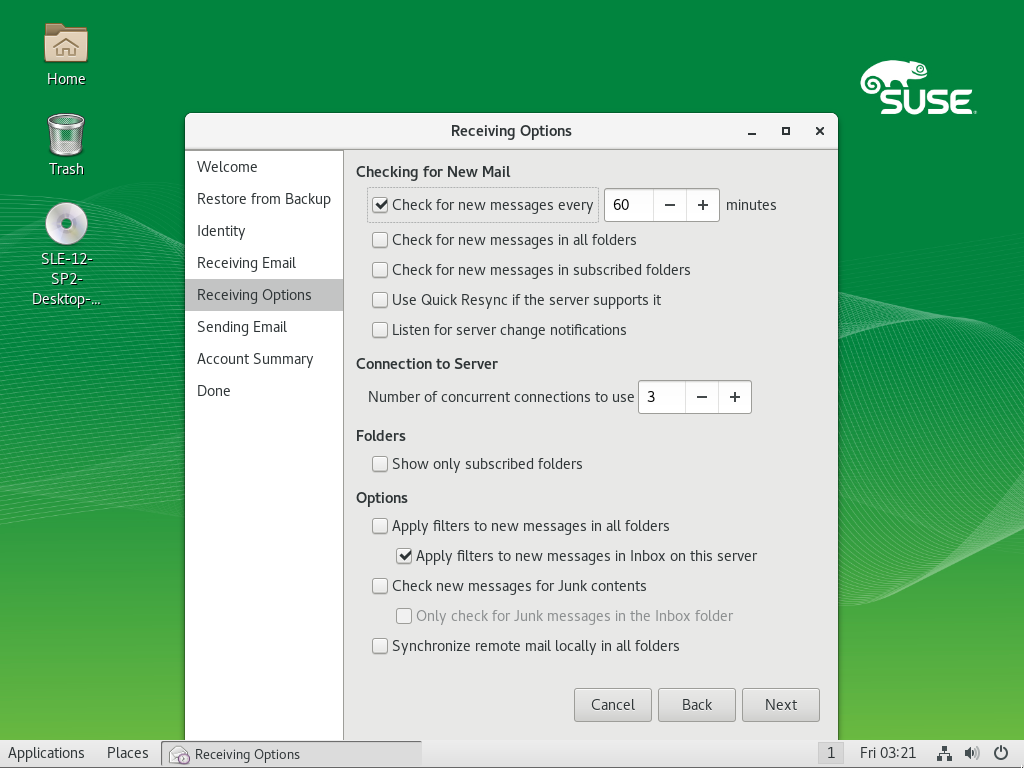 Home
Trash
SLE-12-
SP2-
Desktop-...
SUSE
Receiving Options
Welcome
Restore from Backup
Identity
Receiving Email
Receiving Options
Sending Email
Account Summary
Done
Checking for New Mail
Check for new messages every 60 minutes
Check for new messages in all folders
Check for new messages in subscribed folders
Use Quick Resync if the server supports it
Listen for server change notifications
Connection to Server
Number of concurrent connections to use 3
Folders
Show only subscribed folders
Options
Apply filters to new messages in all folders
Apply filters to new messages in Inbox on this server
Check new messages for Junk contents
Only check for Junk messages in the Inbox folder
Synchronize remote mail locally in all folders
Cancel Back Next
Applications Places Receiving Options 1 Fri 03:21